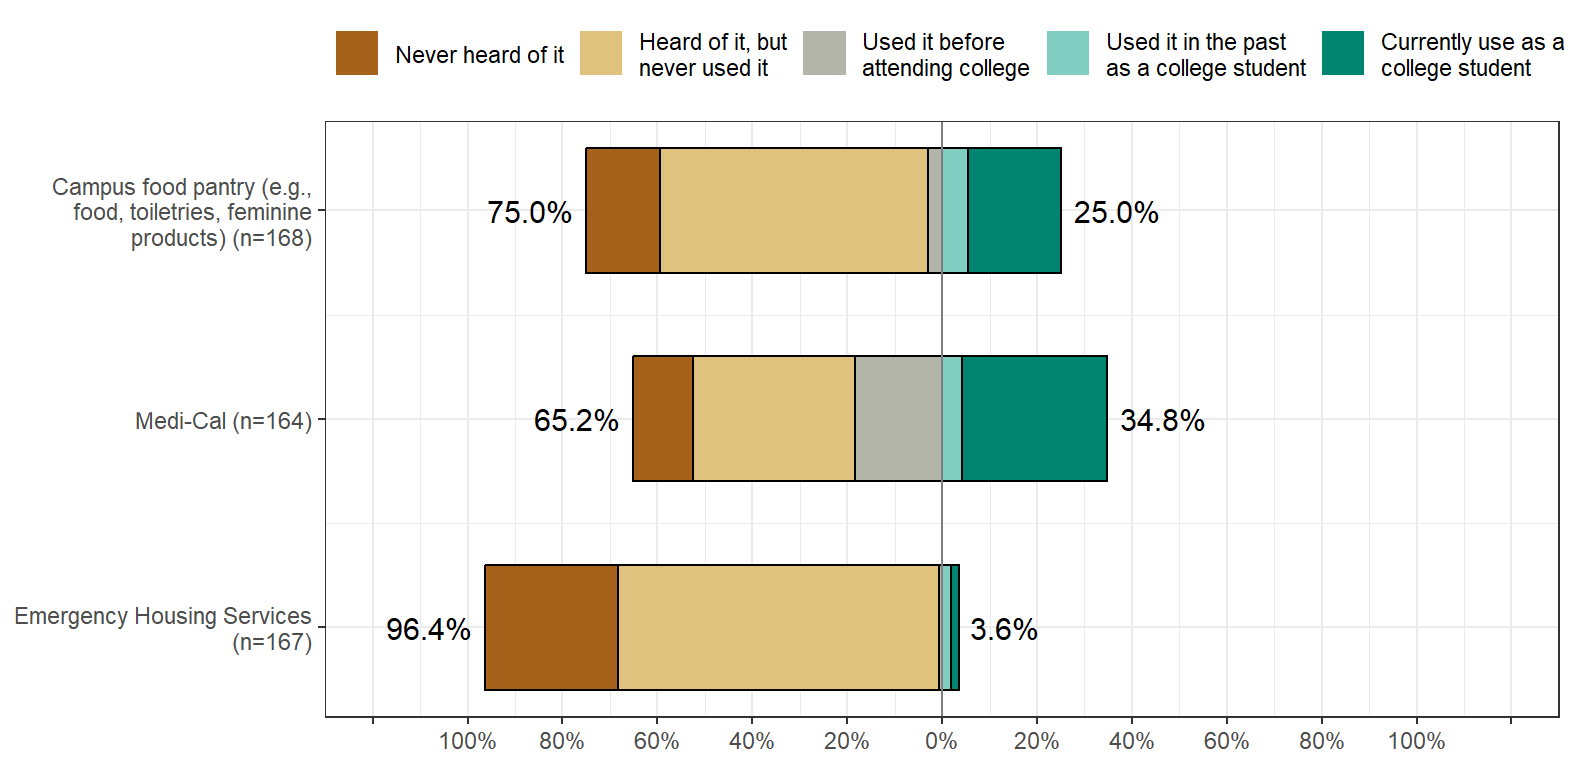 Never heard of it
Heard of it, but
never used it
Used it before
attending college
Used it in the past
as a college student
Currently use as a
college student
Campus food pantry (e.g.,
food, toiletries, feminine
products) (n=168)
75.0%
25.0%
Medi-Cal (n=164)
65.2%
34.8%
Emergency Housing Services
(n=167)
96.4%
3.6%
100% 80% 60% 40% 20% 0% 20% 40% 60% 80% 100%